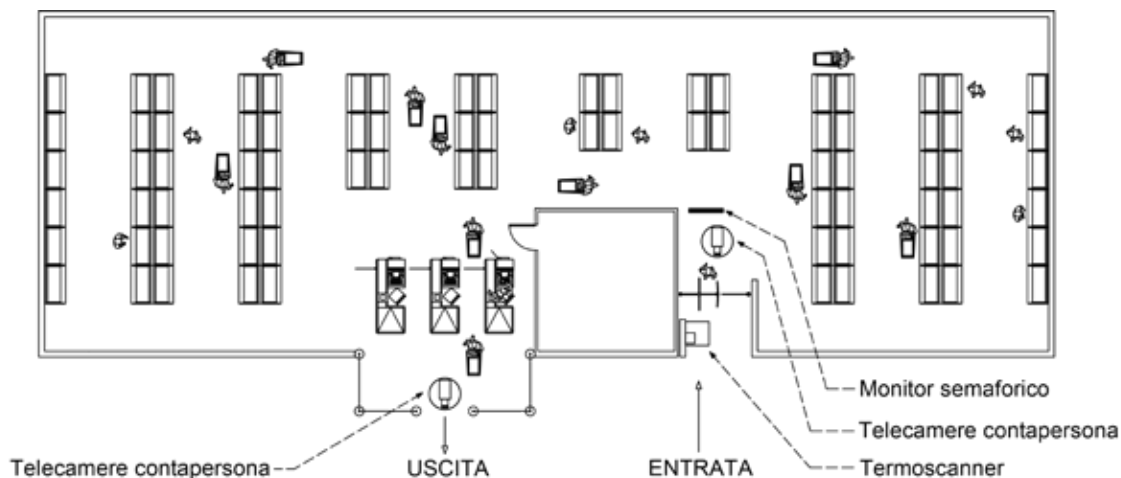 Monitor semaforico
Telecamere contapersona
Telecamere contapersona
USCITA
ENTRATA
Termoscanner